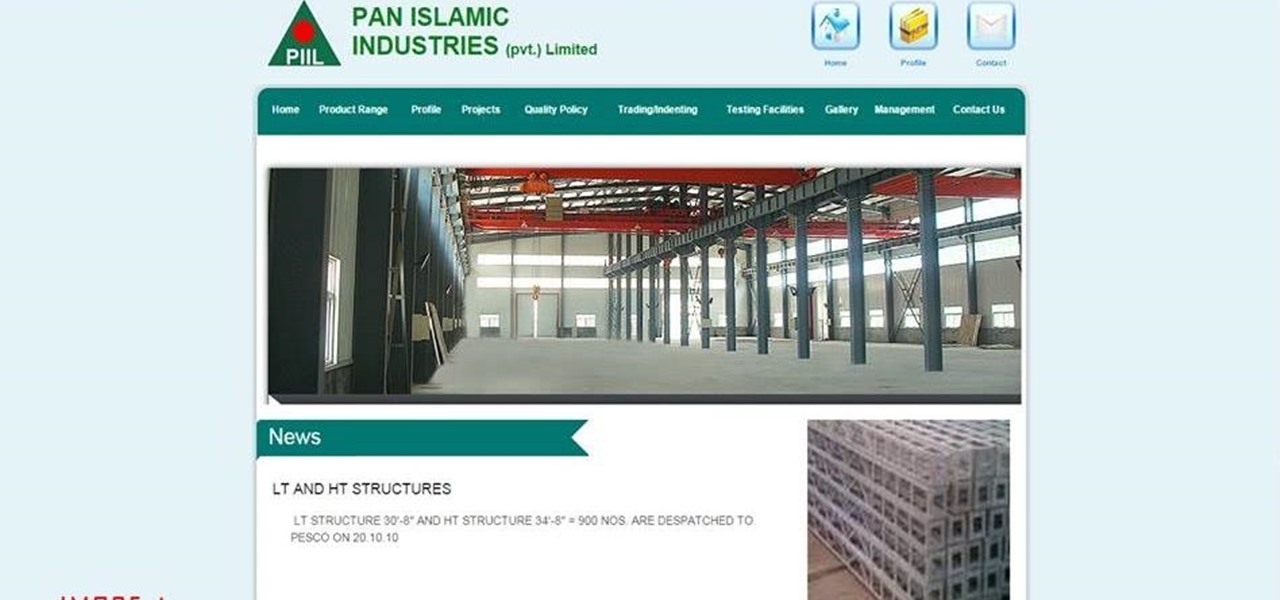 PIIL
PAN ISLAMIC
INDUSTRIES (pvt.) Limited
Home Profile Contact
Home Product Range Profile Projects Quality Policy Trading/Indenting Testing Facilities Gallery Management Contact Us
News
LT AND HT STRUCTURES
LT STRUCTURE 30'-8" AND HT STRUCTURE 34'-8" = 900 NOS. ARE DESPATCHED TO
PESCO ON 20.10.10